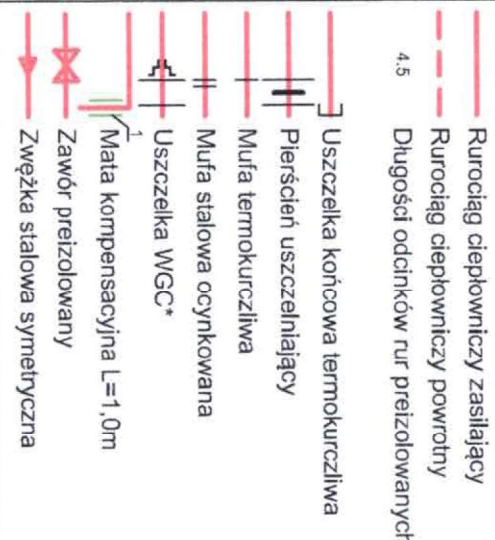 Rurociąg ciepłowniczy zasilający
Rurociąg ciepłowniczy powrotny
4.5 Długości odcinków rur preizolowanych
Uszczelka końcowa termokurczliwa
Pierścień uszczelniający
Mufa termokurczliwa
Mufa stalowa ocynkowana
Uszczelka WGC*
1 Mata kompensacyjna L=1,0m
Zawór preizolowany
Zwężka stalowa symetryczna